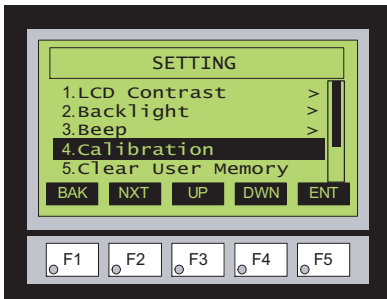 SETTING
1.LCD Contrast >
2.Backlight >
3.Beep >
4.Calibration
5.Clear User Memory
BAK NXT UP DWN ENT
F1 F2 F3 F4 F5